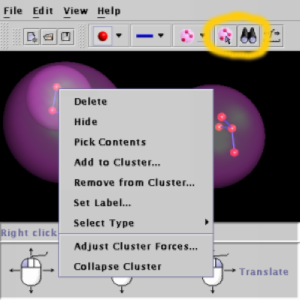 File Edit View Help
Delete
Hide
Pick Contents
Add to Cluster...
Remove from Cluster...
Set Label...
Select Type
Right click
Adjust Cluster Forces...
Collapse Cluster
Translate